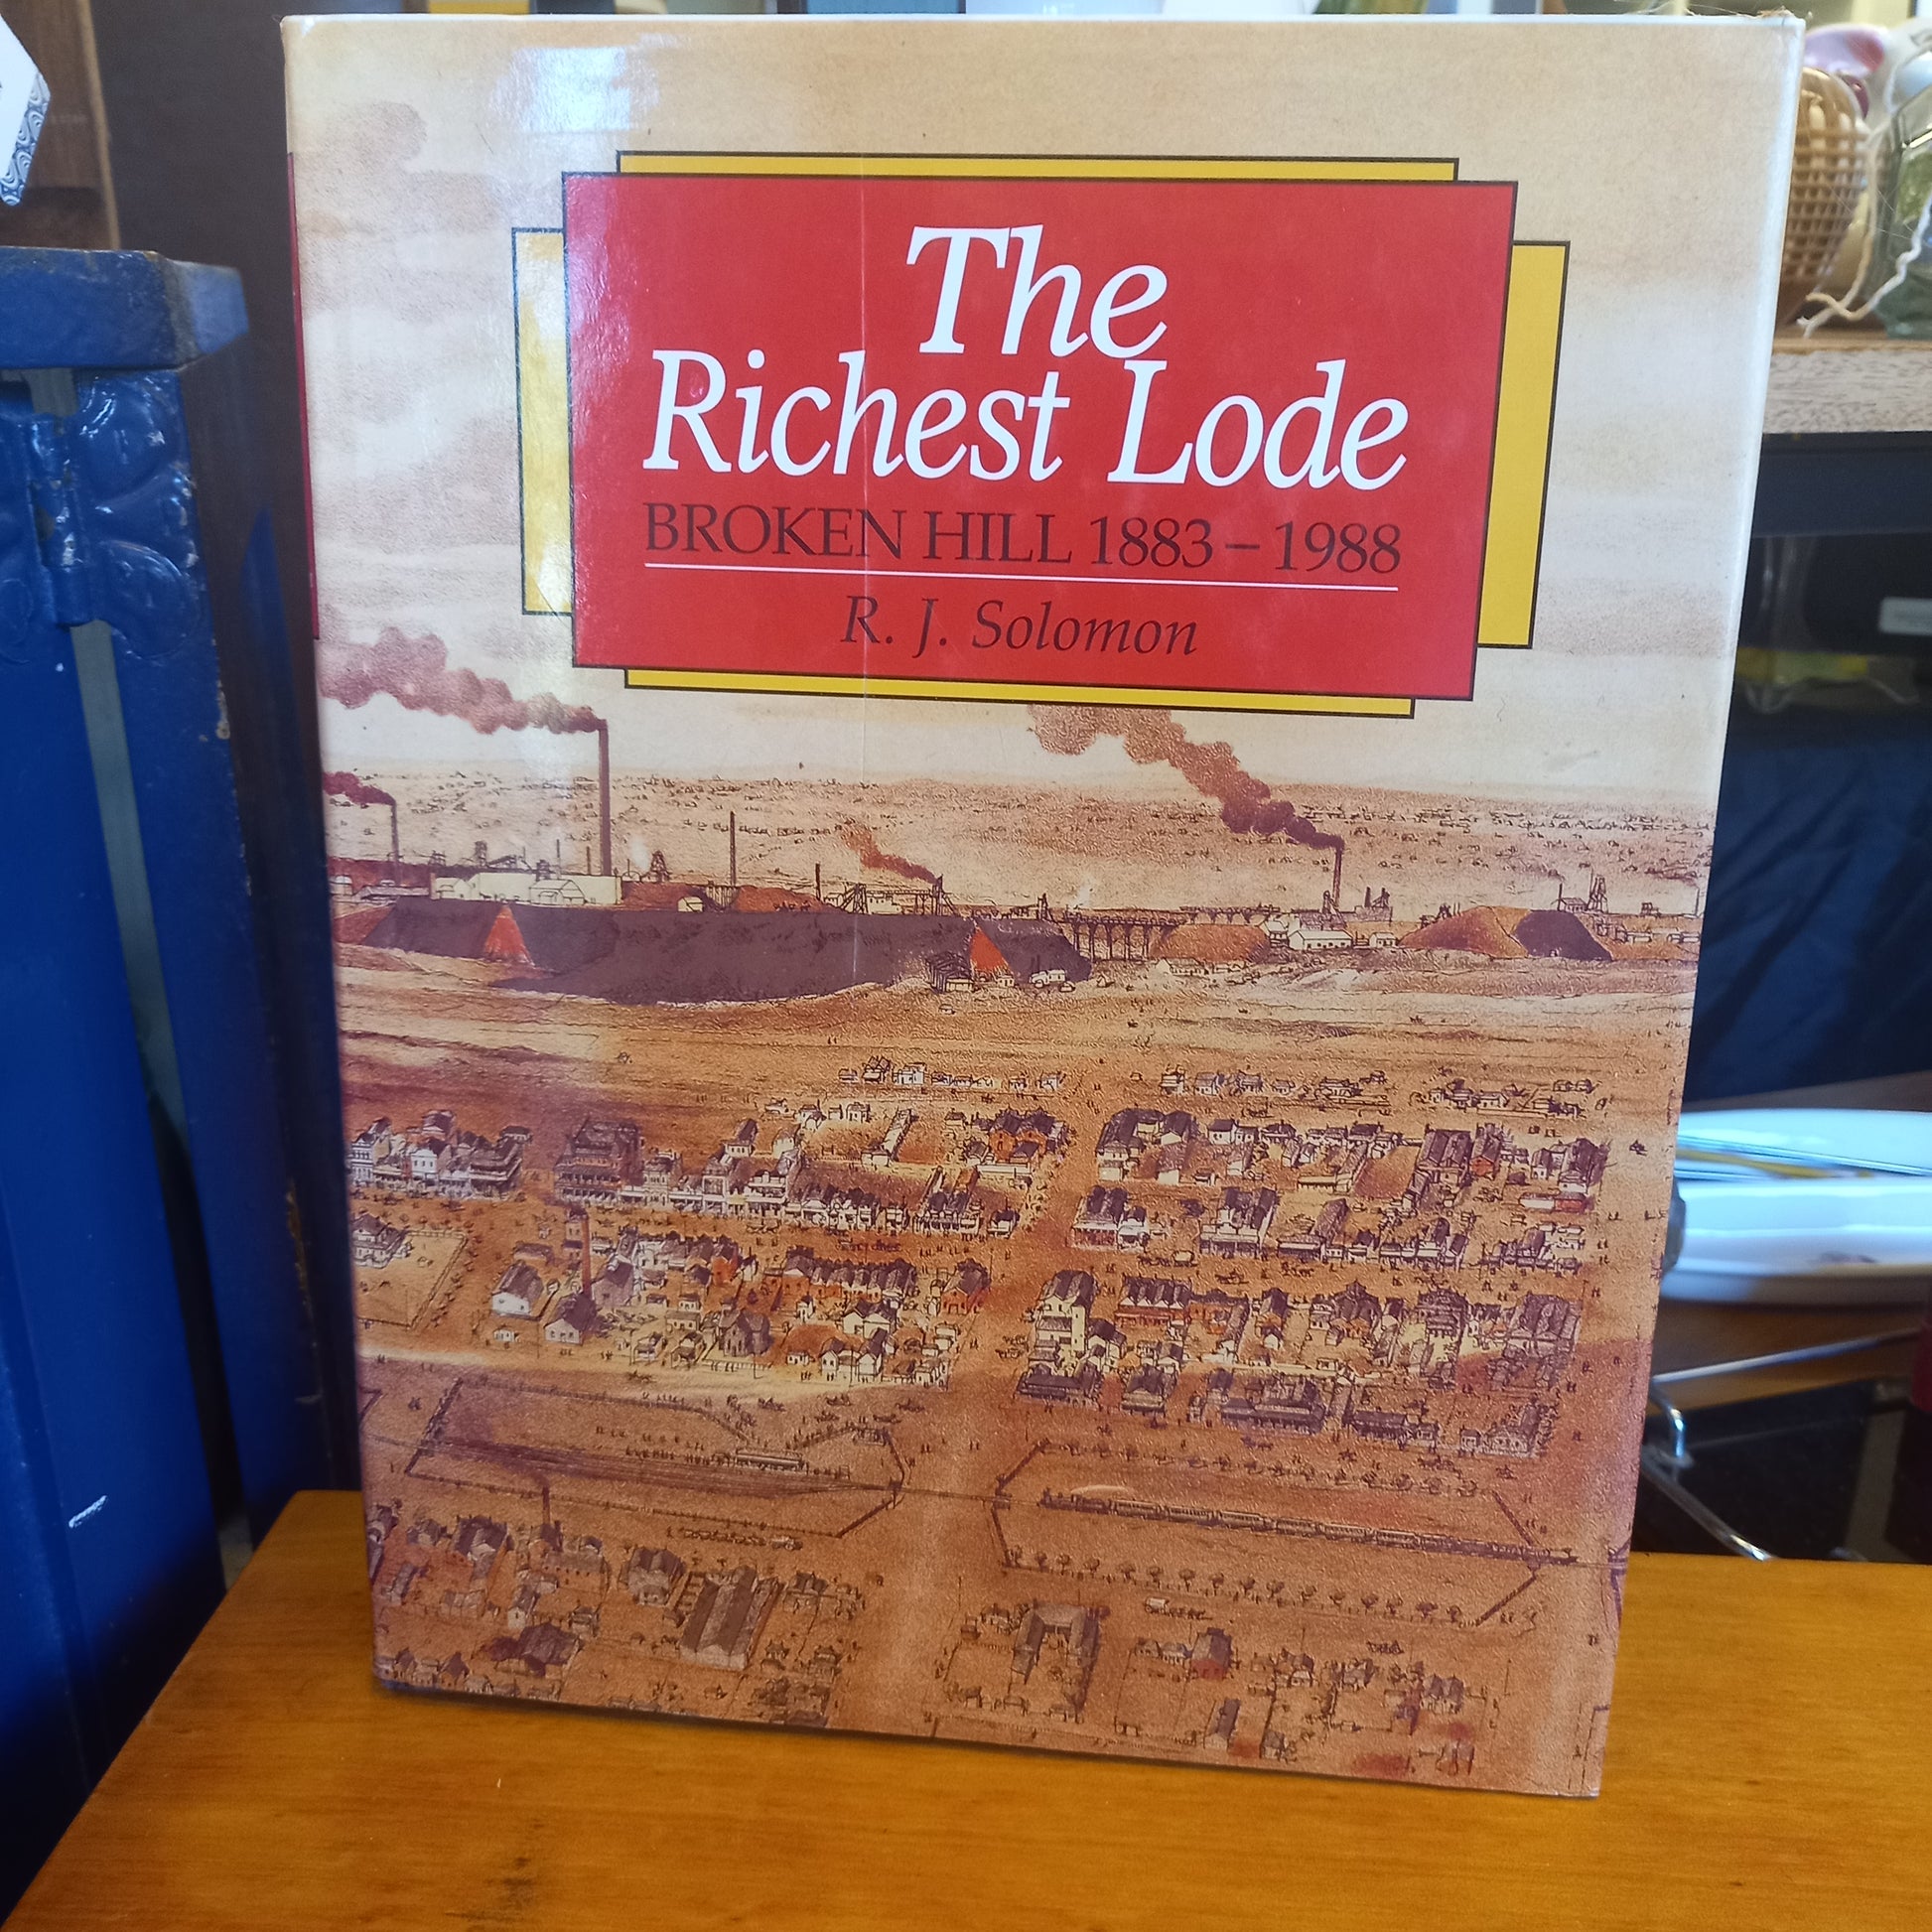 The
Richest Lode
BROKEN HILL 1883 – 1988
R. J. Solomon